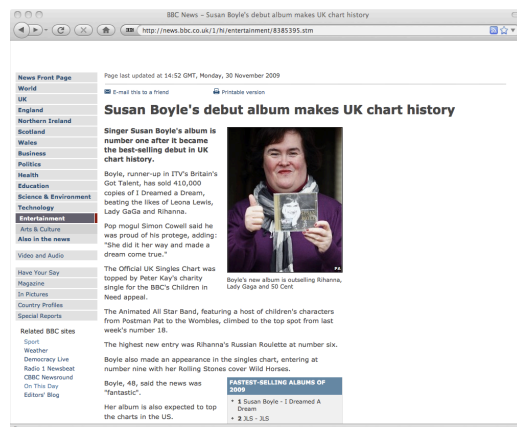 BBC News – Susan Boyle's debut album makes UK chart history
http://news.bbc.co.uk/1/hi/entertainment/8385395.stm
News Front Page
World
UK
England
Northern Ireland
Scotland
Wales
Business
Politics
Health
Education
Science & Environment
Technology
Entertainment
Arts & Culture
Also in the news
Video and Audio
Have Your Say
Magazine
In Pictures
Country Profiles
Special Reports
Related BBC sites
Sport
Weather
Democracy Live
Radio 1 Newsbeat
CBBC Newsround
On This Day
Editors' Blog
Page last updated at 14:52 GMT, Monday, 30 November 2009
E-mail this to a friend
Printable version
Susan Boyle's debut album makes UK chart history
Singer Susan Boyle's album is
number one after it became
the best-selling debut in UK
chart history.
Boyle, runner-up in ITV's Britain's
Got Talent, has sold 410,000
copies of I Dreamed a Dream,
beating the likes of Leona Lewis,
Lady GaGa and Rihanna.
Pop mogul Simon Cowell said he
was proud of his protege, adding:
"She did it her way and made a
dream come true."
The Official UK Singles Chart was
topped by Peter Kay's charity
single for the BBC's Children in
Need appeal.
PA
Boyle's new album is outselling Rihanna,
Lady Gaga and 50 Cent
The Animated All Star Band, featuring a host of children's characters
from Postman Pat to the Wombles, climbed to the top spot from last
week's number 18.
The highest new entry was Rihanna's Russian Roulette at number six.
Boyle also made an appearance in the singles chart, entering at
number nine with her Rolling Stones cover Wild Horses.
Boyle, 48, said the news was
"fantastic".
Her album is also expected to top
the charts in the US.
FASTEST-SELLING ALBUMS OF
2009
1 Susan Boyle - I Dreamed A
Dream
2 JLS - JLS